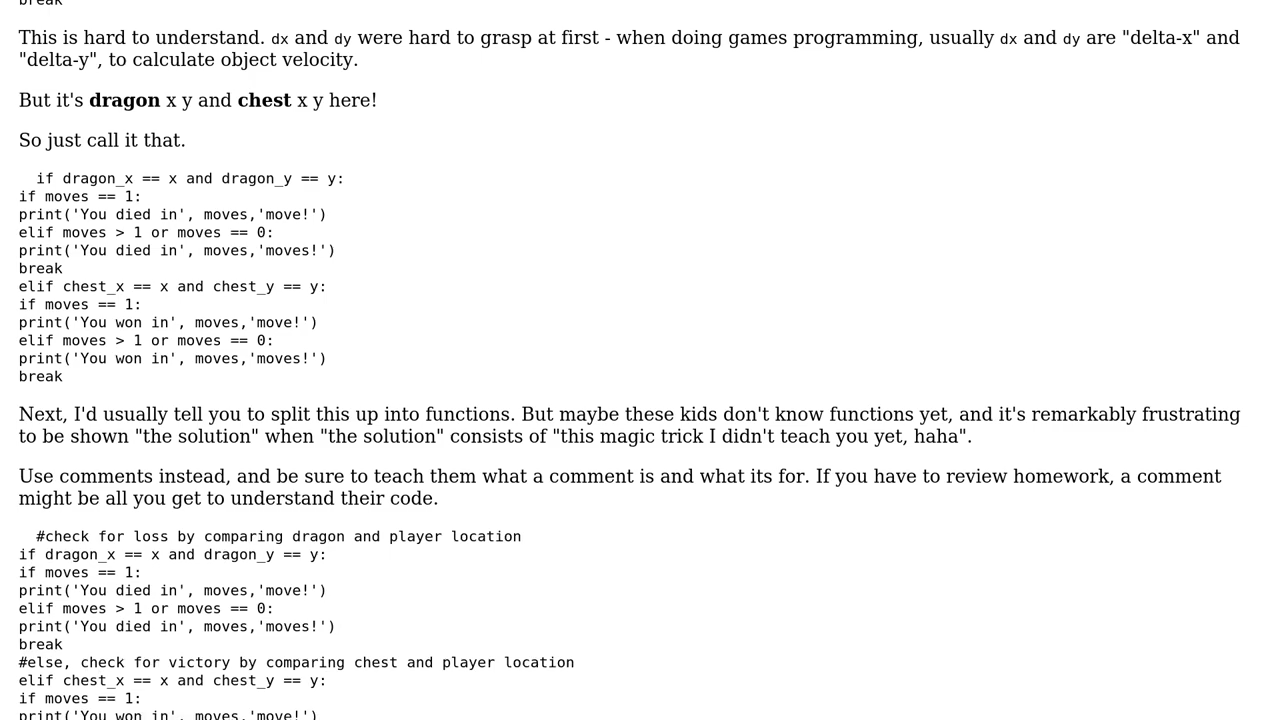 break
This is hard to understand. dx and dy were hard to grasp at first - when doing games programming, usually dx and dy are "delta-x" and
"delta-y", to calculate object velocity.
But it's dragon x y and chest x y here!
So just call it that.
if dragon_x == x and dragon_y == y:
if moves == 1:
print('You died in', moves,'move!')
elif moves > 1 or moves == 0:
print('You died in', moves,'moves!')
break
elif chest_x == x and chest_y == y:
if moves == 1:
print('You won in', moves,'move!')
elif moves > 1 or moves == 0:
print('You won in', moves,'moves!')
break
Next, I'd usually tell you to split this up into functions. But maybe these kids don't know functions yet, and it's remarkably frustrating
to be shown "the solution" when "the solution" consists of "this magic trick I didn't teach you yet, haha".
Use comments instead, and be sure to teach them what a comment is and what its for. If you have to review homework, a comment
might be all you get to understand their code.
#check for loss by comparing dragon and player location
if dragon_x == x and dragon_y == y:
if moves == 1:
print('You died in', moves,'move!')
elif moves > 1 or moves == 0:
print('You died in', moves,'moves!')
break
#else, check for victory by comparing chest and player location
elif chest_x == x and chest_y == y:
if moves == 1:
print('You won in', moves,'move!')